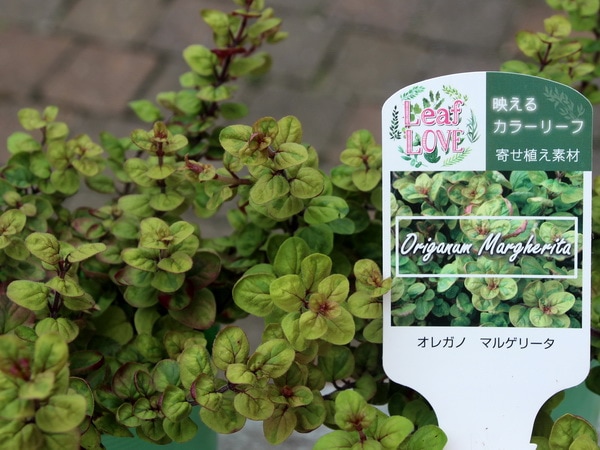 Leaf
LOVE
映える
カラーリーフ
寄せ植え素材
Origanum Margherita
オレガノ マルゲリータ